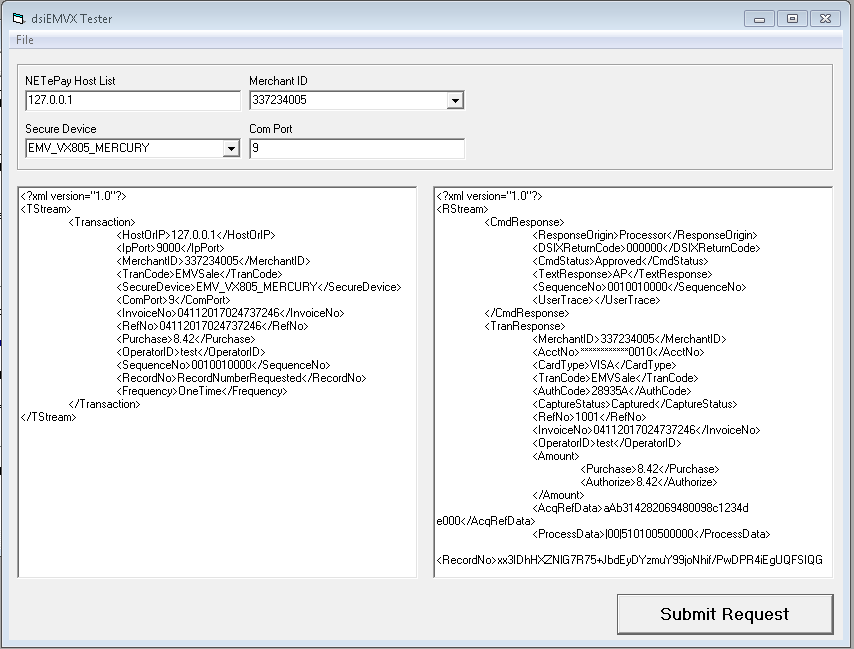 dsiEMVX Tester
File
NETePay Host List
Merchant ID
127.0.0.1
337234005
Secure Device
Com Port
EMV_VX805_MERCURY
9
<?xml version="1.0"?>
<TStream>
<Transaction>
<HostOrIP>127.0.0.1</HostOrIP>
<IpPort>9000</IpPort>
<MerchantID>337234005</MerchantID>
<TranCode>EMVSale</TranCode>
<SecureDevice>EMV_VX805_MERCURY</SecureDevice>
<ComPort>9</ComPort>
<InvoiceNo>04112017024737246</InvoiceNo>
<RefNo>04112017024737246</RefNo>
<Purchase>8.42</Purchase>
<OperatorID>test</OperatorID>
<SequenceNo>0010010000</SequenceNo>
<RecordNo>RecordNumberRequested</RecordNo>
<Frequency>OneTime</Frequency>
</Transaction>
</TStream>
<?xml version="1.0"?>
<RStream>
<CmdResponse>
<ResponseOrigin>Processor</ResponseOrigin>
<DSIXReturnCode>000000</DSIXReturnCode>
<CmdStatus>Approved</CmdStatus>
<TextResponse>AP</TextResponse>
<SequenceNo>0010010000</SequenceNo>
<UserTrace></UserTrace>
</CmdResponse>
<TranResponse>
<MerchantID>337234005</MerchantID>
<AcctNo>************0010</AcctNo>
<CardType>VISA</CardType>
<TranCode>EMVSale</TranCode>
<AuthCode>28935A</AuthCode>
<CaptureStatus>Captured</CaptureStatus>
<RefNo>1001</RefNo>
<InvoiceNo>04112017024737246</InvoiceNo>
<OperatorID>test</OperatorID>
<Amount>
<Purchase>8.42</Purchase>
<Authorize>8.42</Authorize>
</Amount>
<AcqRefData>aAb314282069480098c1234d
e000</AcqRefData>
<ProcessData>|00|510100500000</ProcessData>
<RecordNo>xx3IDhHXZNlG7R75+JbdEyDYzmuY99joNhif/PwDPR4iEgUQFSIQG
Submit Request